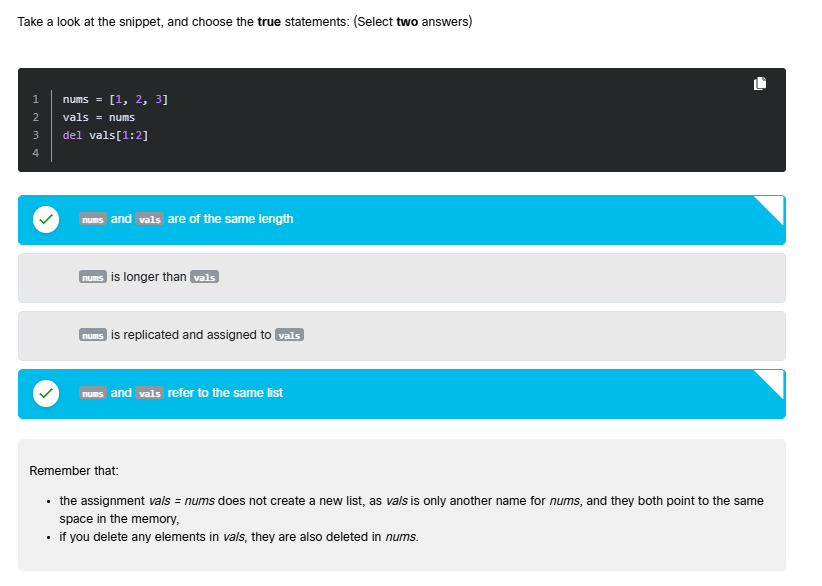 Take a look at the snippet, and choose the true statements: (Select two answers)
1 nums = [1, 2, 3]
2 vals = nums
3 del vals[1:2]
4
nums and vals are of the same length
nums is longer than vals
nums is replicated and assigned to vals
nums and vals refer to the same list
Remember that:
• the assignment vals = nums does not create a new list, as vals is only another name for nums, and they both point to the same
space in the memory,
• if you delete any elements in vals, they are also deleted in nums.